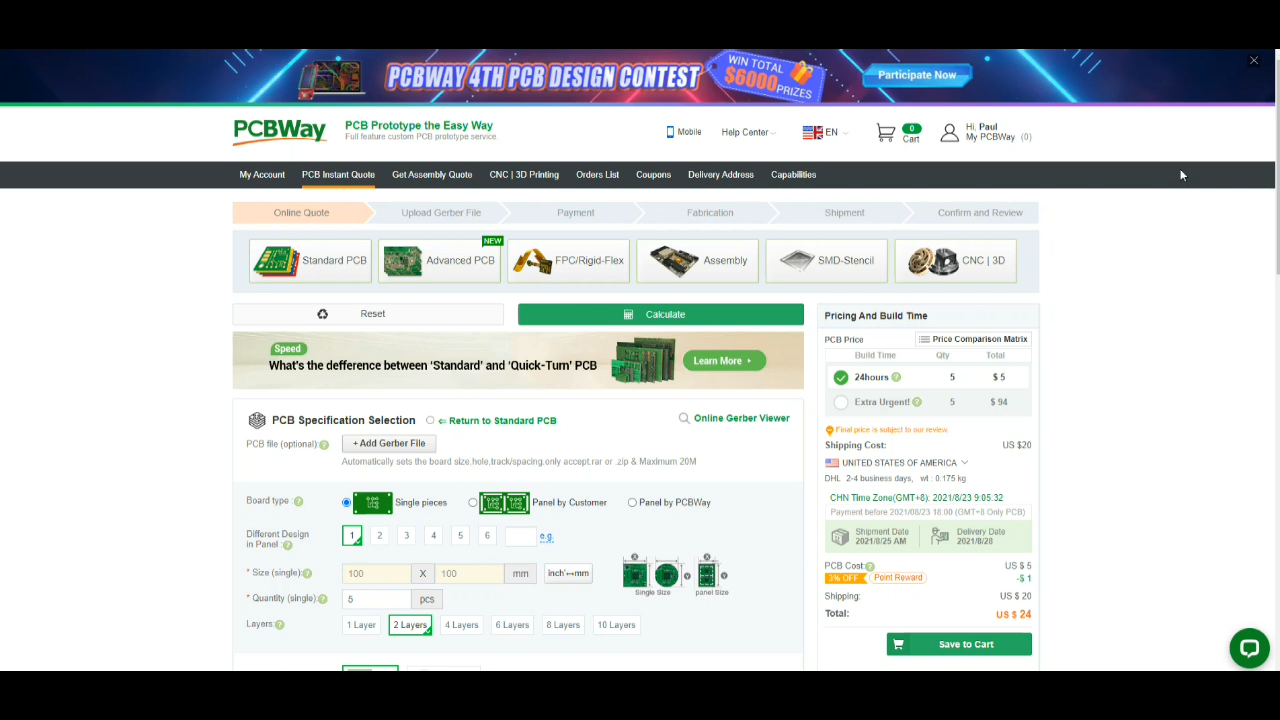 PCBWAY 4TH PCB DESIGN CONTEST
WIN TOTAL
$6000
PRIZES
Participate Now
PCBWay
PCB Prototype the Easy Way
Full feature custom PCB prototype service.
Mobile
Help Center
EN
0
Cart
Hi, Paul
My PCBWay (0)
My Account
PCB Instant Quote
Get Assembly Quote
CNC | 3D Printing
Orders List
Coupons
Delivery Address
Capabilities
Online Quote
Upload Gerber File
Payment
Fabrication
Shipment
Confirm and Review
Standard PCB
NEW
Advanced PCB
FPC/Rigid-Flex
Assembly
SMD-Stencil
CNC | 3D
Reset
Calculate
Speed
What's the defference between 'Standard' and 'Quick-Turn' PCB
Learn More
PCB Specification Selection
⇐ Return to Standard PCB
Online Gerber Viewer
PCB file (optional):
+ Add Gerber File
Automatically sets the board size,hole,track/spacing,only accept.rar or .zip & Maximum 20M
Board type :
Single pieces
Panel by Customer
Panel by PCBWay
Different Design
in Panel :
1 2 3 4 5 6
e.g.
* Size (single):
100 X 100 mm
inch↔mm
X Y X Y
Single Size
panel Size
* Quantity (single):
5 pcs
Layers
1 Layer
2 Layers
4 Layers
6 Layers
8 Layers
10 Layers
Pricing And Build Time
PCB Price
Price Comparison Matrix
Build Time Qty Total
24hours 5 $ 5
Extra Urgent! 5 $ 94
Final price is subject to our review.
Shipping Cost: US $20
UNITED STATES OF AMERICA
DHL 2-4 business days, wt : 0.175 kg
CHN Time Zone(GMT+8): 2021/8/23 9:05:32
Payment before 2021/8/23 18:00 (GMT+8 Only PCB)
Shipment Date
2021/8/25 AM
Delivery Date
2021/8/28
PCB Cost: US $ 5
3% OFF Point Reward -$ 1
Shipping: US $ 20
Total: US $ 24
Save to Cart